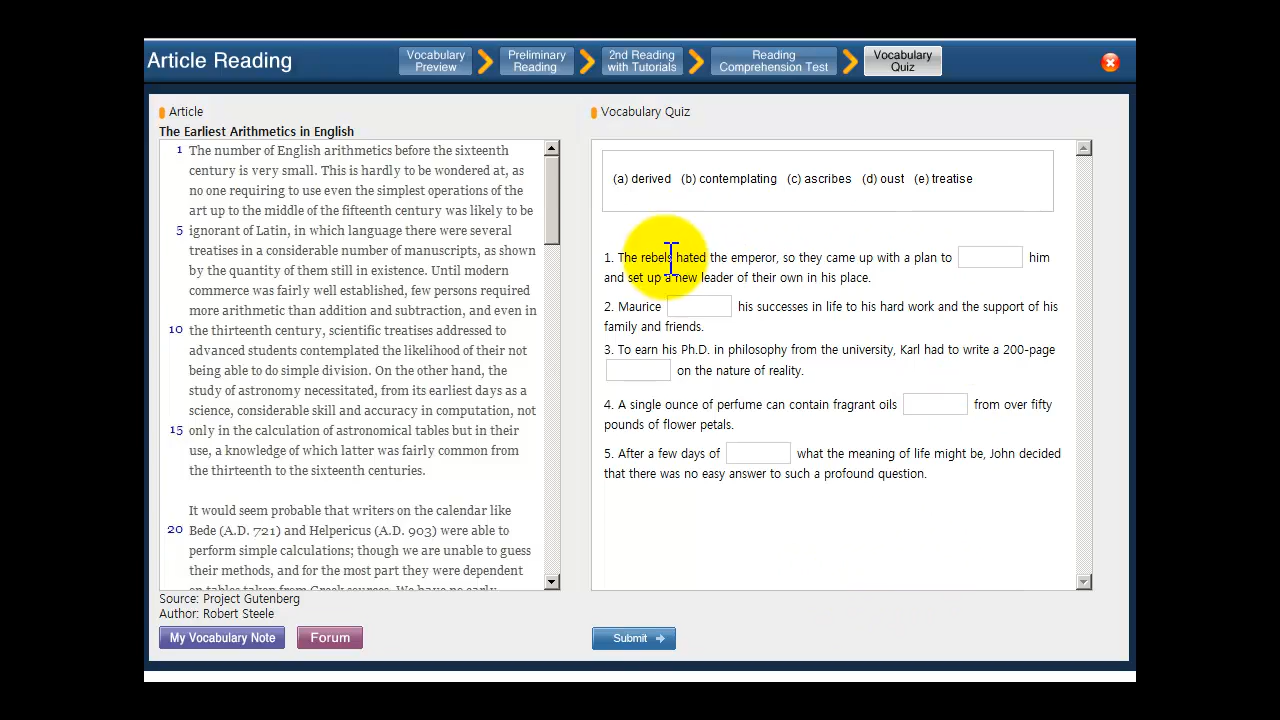 Article Reading
Vocabulary
Preview
Preliminary
Reading
2nd Reading
with Tutorials
Reading
Comprehension Test
Vocabulary
Quiz
Article
The Earliest Arithmetics in English
1 The number of English arithmetics before the sixteenth
century is very small. This is hardly to be wondered at, as
no one requiring to use even the simplest operations of the
art up to the middle of the fifteenth century was likely to be
5 ignorant of Latin, in which language there were several
treatises in a considerable number of manuscripts, as shown
by the quantity of them still in existence. Until modern
commerce was fairly well established, few persons required
more arithmetic than addition and subtraction, and even in
10 the thirteenth century, scientific treatises addressed to
advanced students contemplated the likelihood of their not
being able to do simple division. On the other hand, the
study of astronomy necessitated, from its earliest days as a
science, considerable skill and accuracy in computation, not
15 only in the calculation of astronomical tables but in their
use, a knowledge of which latter was fairly common from
the thirteenth to the sixteenth centuries.
It would seem probable that writers on the calendar like
20 Bede (A.D. 721) and Helpericus (A.D. 903) were able to
perform simple calculations; though we are unable to guess
their methods, and for the most part they were dependent
on tables taken from Greek sources. We have no early
Source: Project Gutenberg
Author: Robert Steele
My Vocabulary Note
Forum
Vocabulary Quiz
(a) derived (b) contemplating (c) ascribes (d) oust (e) treatise
1. The rebels hated the emperor, so they came up with a plan to him
and set up a new leader of their own in his place.
2. Maurice his successes in life to his hard work and the support of his
family and friends.
3. To earn his Ph.D. in philosophy from the university, Karl had to write a 200-page
on the nature of reality.
4. A single ounce of perfume can contain fragrant oils from over fifty
pounds of flower petals.
5. After a few days of what the meaning of life might be, John decided
that there was no easy answer to such a profound question.
Submit